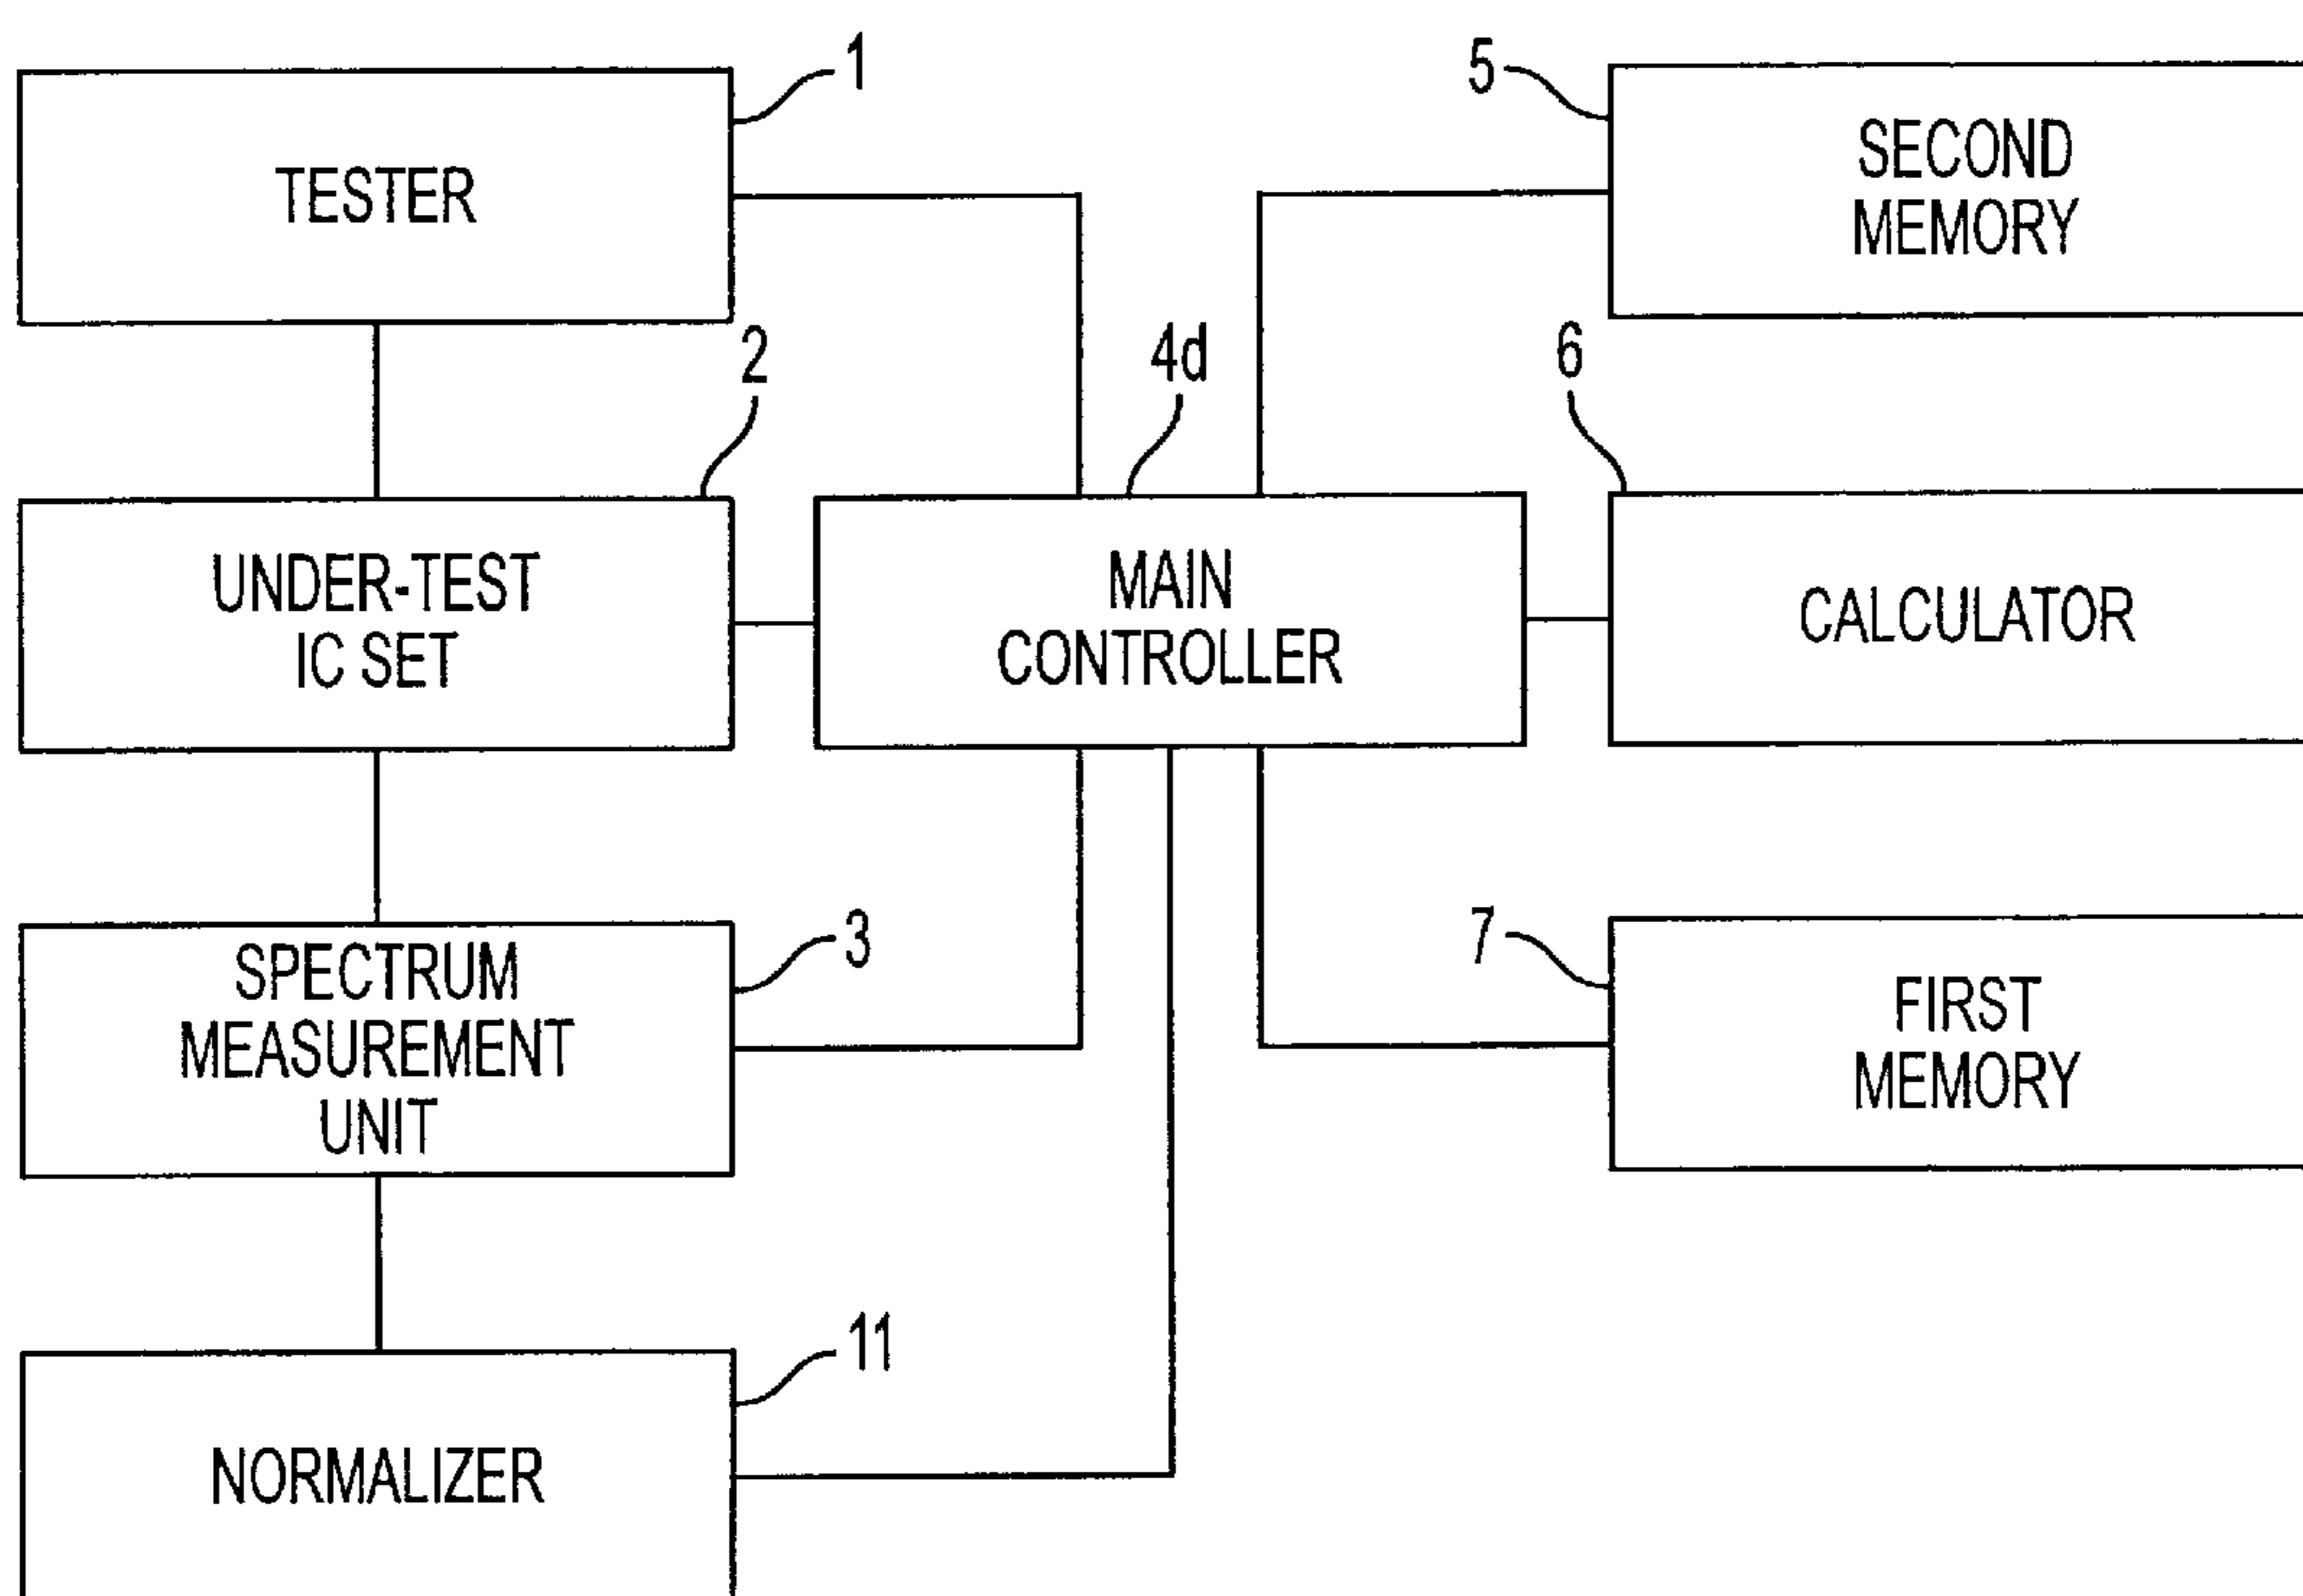 1
TESTER
5
SECOND
MEMORY
2
UNDER-TEST
IC SET
4d
MAIN
CONTROLLER
6
CALCULATOR
3
SPECTRUM
MEASUREMENT
UNIT
7
FIRST
MEMORY
11
NORMALIZER